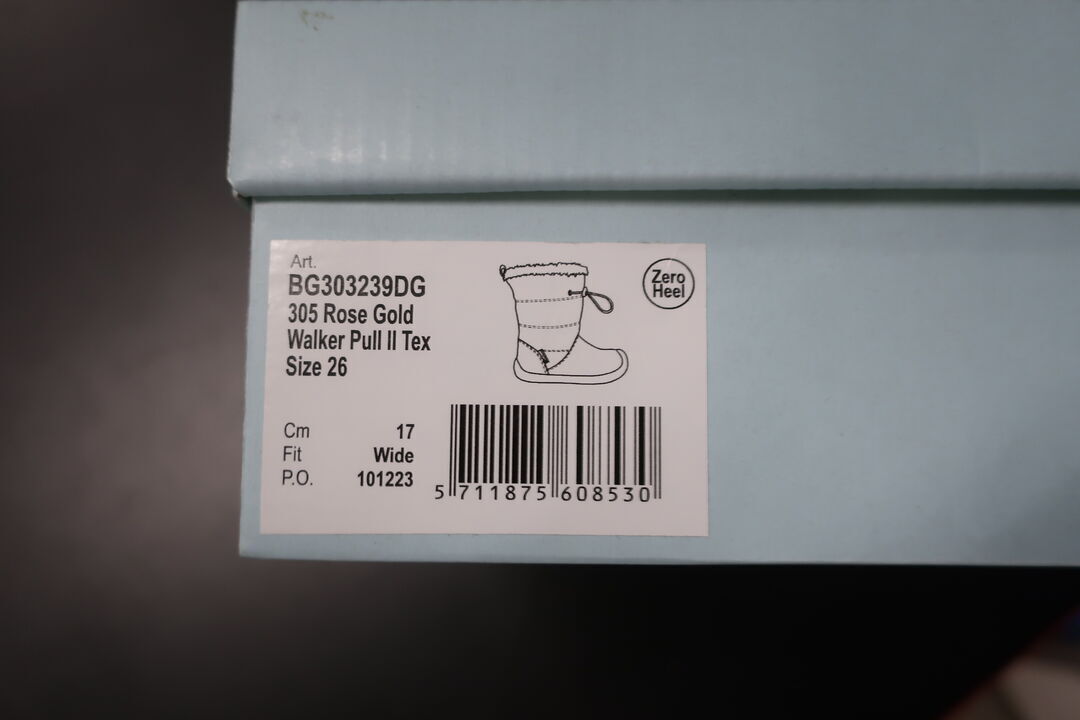 Art.
BG303239DG
305 Rose Gold
Walker Pull II Tex
Size 26
Zero
Heel
Cm 17
Fit Wide
P.O. 101223
5 711875 608530